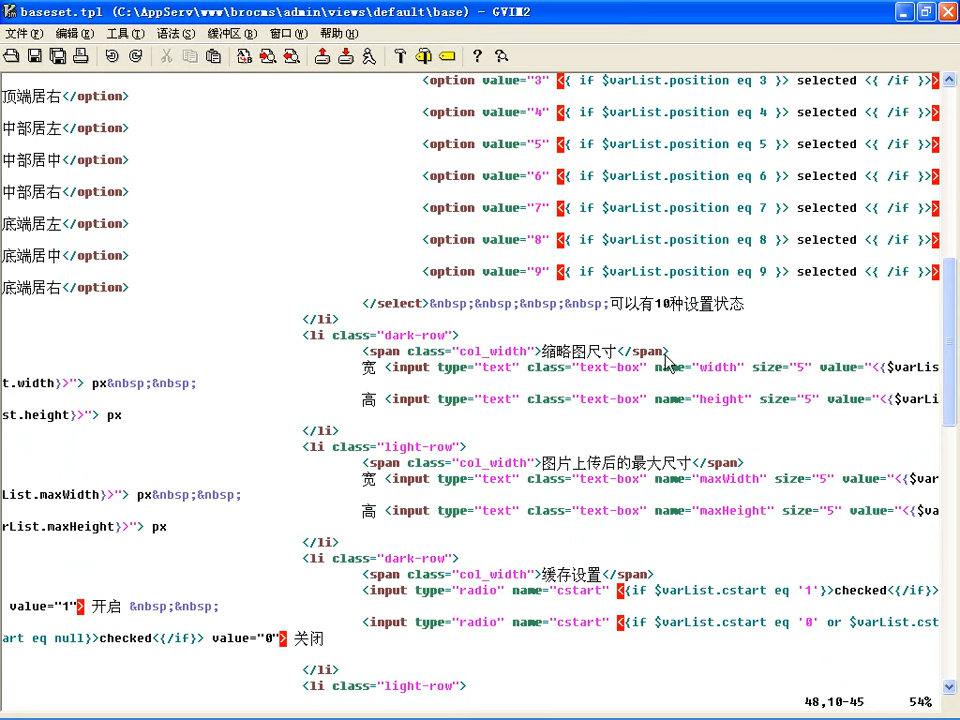 baseset.tpl (C:\AppServ\www\brocms\admin\views\default\base) - GVIM2
文件(F) 编辑(E) 工具(T) 语法(S) 缓冲区(B) 窗口(W) 帮助(H)
<option value="3" <{ if $varList.position eq 3 }> selected <{ /if }>>
顶端居右</option>
<option value="4" <{ if $varList.position eq 4 }> selected <{ /if }>>
中部居左</option>
<option value="5" <{ if $varList.position eq 5 }> selected <{ /if }>>
中部居中</option>
<option value="6" <{ if $varList.position eq 6 }> selected <{ /if }>>
中部居右</option>
<option value="7" <{ if $varList.position eq 7 }> selected <{ /if }>>
底端居左</option>
<option value="8" <{ if $varList.position eq 8 }> selected <{ /if }>>
底端居中</option>
<option value="9" <{ if $varList.position eq 9 }> selected <{ /if }>>
底端居右</option>
</select>&nbsp;&nbsp;&nbsp;&nbsp;可以有10种设置状态
</li>
<li class="dark-row">
<span class="col_width">缩略图尺寸</span>
宽 <input type="text" class="text-box" name="width" size="5" value="<{$varLis
t.width}>"> px&nbsp;&nbsp;
高 <input type="text" class="text-box" name="height" size="5" value="<{$varLi
st.height}>"> px
</li>
<li class="light-row">
<span class="col_width">图片上传后的最大尺寸</span>
宽 <input type="text" class="text-box" name="maxWidth" size="5" value="<{$var
List.maxWidth}>"> px&nbsp;&nbsp;
高 <input type="text" class="text-box" name="maxHeight" size="5" value="<{$va
rList.maxHeight}>"> px
</li>
<li class="dark-row">
<span class="col_width">缓存设置</span>
<input type="radio" name="cstart" <{if $varList.cstart eq '1'}>checked<{/if}>
value="1"> 开启 &nbsp;&nbsp;
<input type="radio" name="cstart" <{if $varList.cstart eq '0' or $varList.cst
art eq null}>checked<{/if}> value="0"> 关闭
</li>
<li class="light-row">
48,10-45 54%